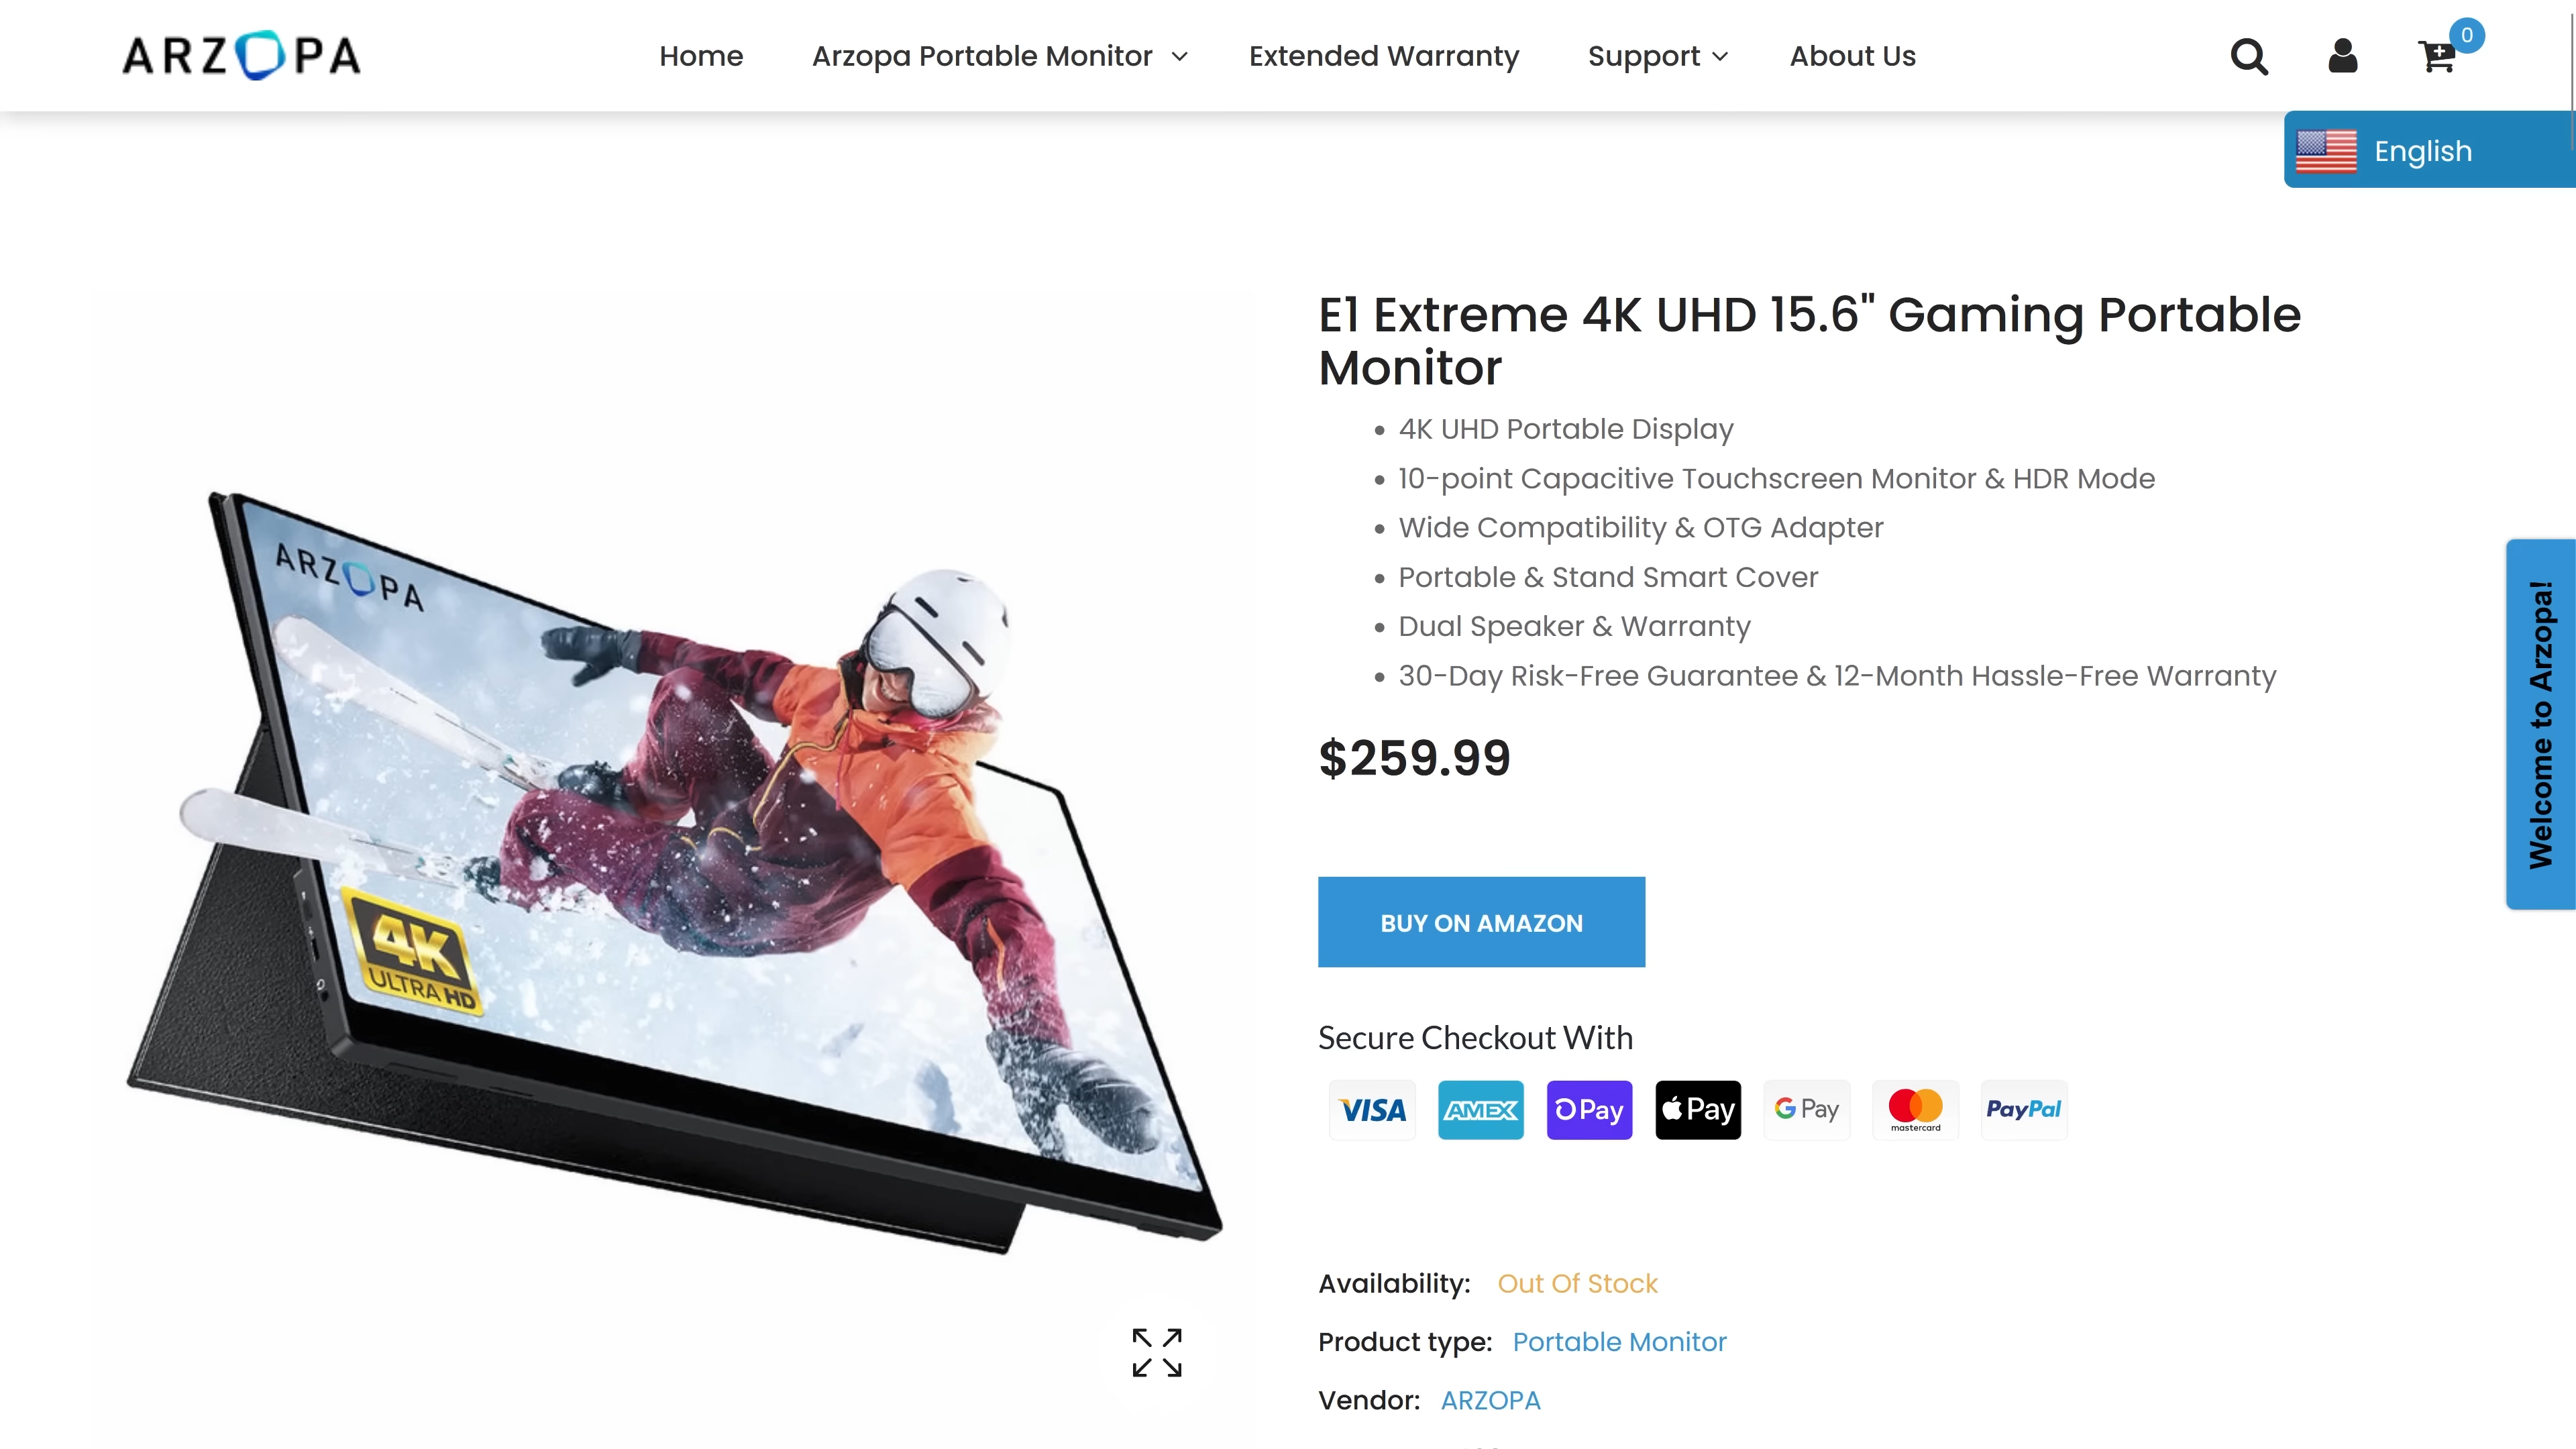 ARZOPA
Home
Arzopa Portable Monitor
Extended Warranty
Support
About Us
0
English
E1 Extreme 4K UHD 15.6" Gaming Portable
Monitor
4K UHD Portable Display
10-point Capacitive Touchscreen Monitor & HDR Mode
Wide Compatibility & OTG Adapter
Portable & Stand Smart Cover
Dual Speaker & Warranty
30-Day Risk-Free Guarantee & 12-Month Hassle-Free Warranty
$259.99
BUY ON AMAZON
Secure Checkout With
VISA
AMEX
Pay
Pay
G Pay
mastercard
PayPal
Availability: Out Of Stock
Product type: Portable Monitor
Vendor: ARZOPA
ARZOPA
4K
ULTRA HD
Welcome to Arzopa!